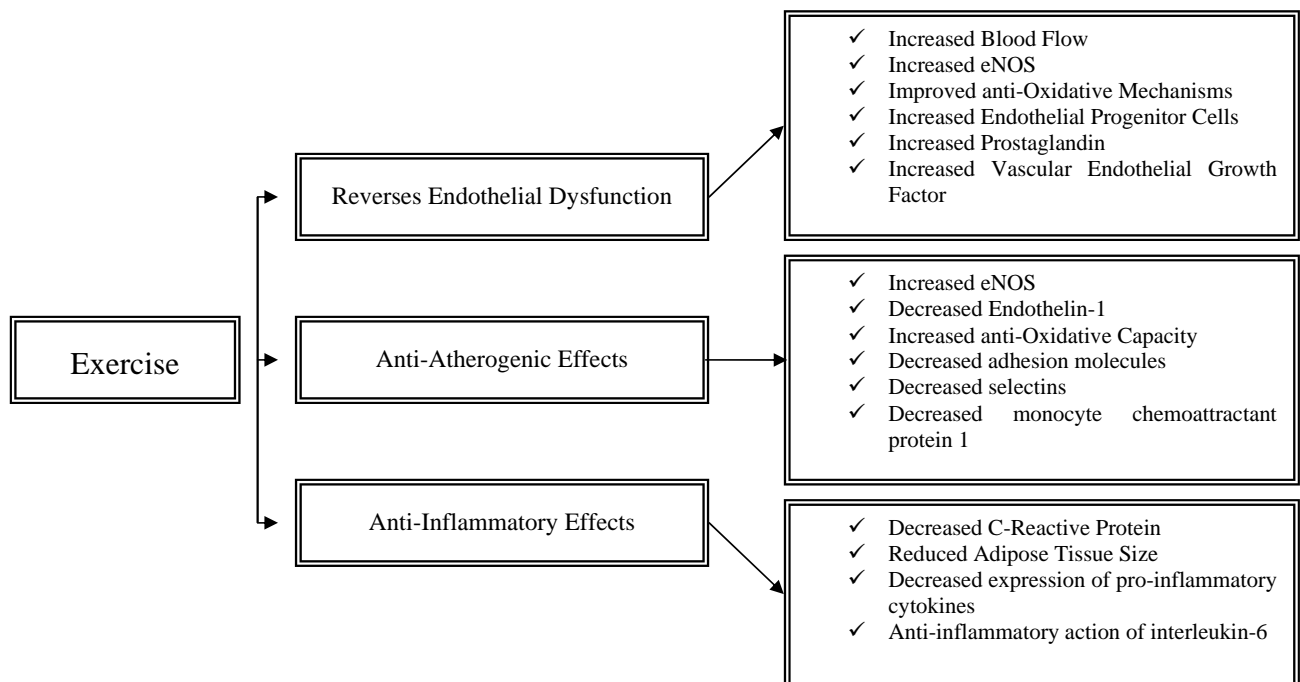 Exercise
Reverses Endothelial Dysfunction
✓ Increased Blood Flow
✓ Increased eNOS
✓ Improved anti-Oxidative Mechanisms
✓ Increased Endothelial Progenitor Cells
✓ Increased Prostaglandin
✓ Increased Vascular Endothelial Growth
Factor
Anti-Atherogenic Effects
✓ Increased eNOS
✓ Decreased Endothelin-1
✓ Increased anti-Oxidative Capacity
✓ Decreased adhesion molecules
✓ Decreased selectins
✓ Decreased monocyte chemoattractant
protein 1
Anti-Inflammatory Effects
✓ Decreased C-Reactive Protein
✓ Reduced Adipose Tissue Size
✓ Decreased expression of pro-inflammatory
cytokines
✓ Anti-inflammatory action of interleukin-6